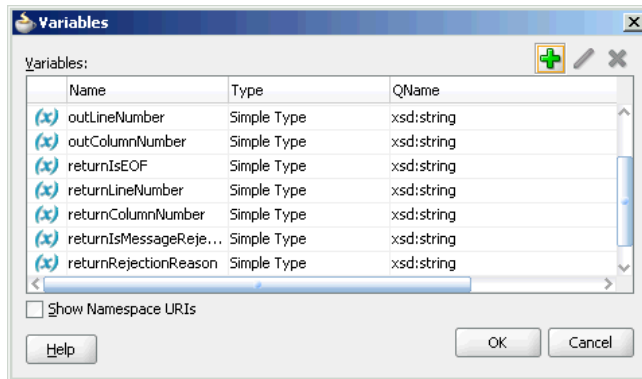 Variables
Variables:
Name Type QName
(x) outLineNumber Simple Type xsd:string
(x) outColumnNumber Simple Type xsd:string
(x) returnIsEOF Simple Type xsd:string
(x) returnLineNumber Simple Type xsd:string
(x) returnColumnNumber Simple Type xsd:string
(x) returnIsMessageReje... Simple Type xsd:string
(x) returnRejectionReason Simple Type xsd:string
Show Namespace URIs
Help OK Cancel